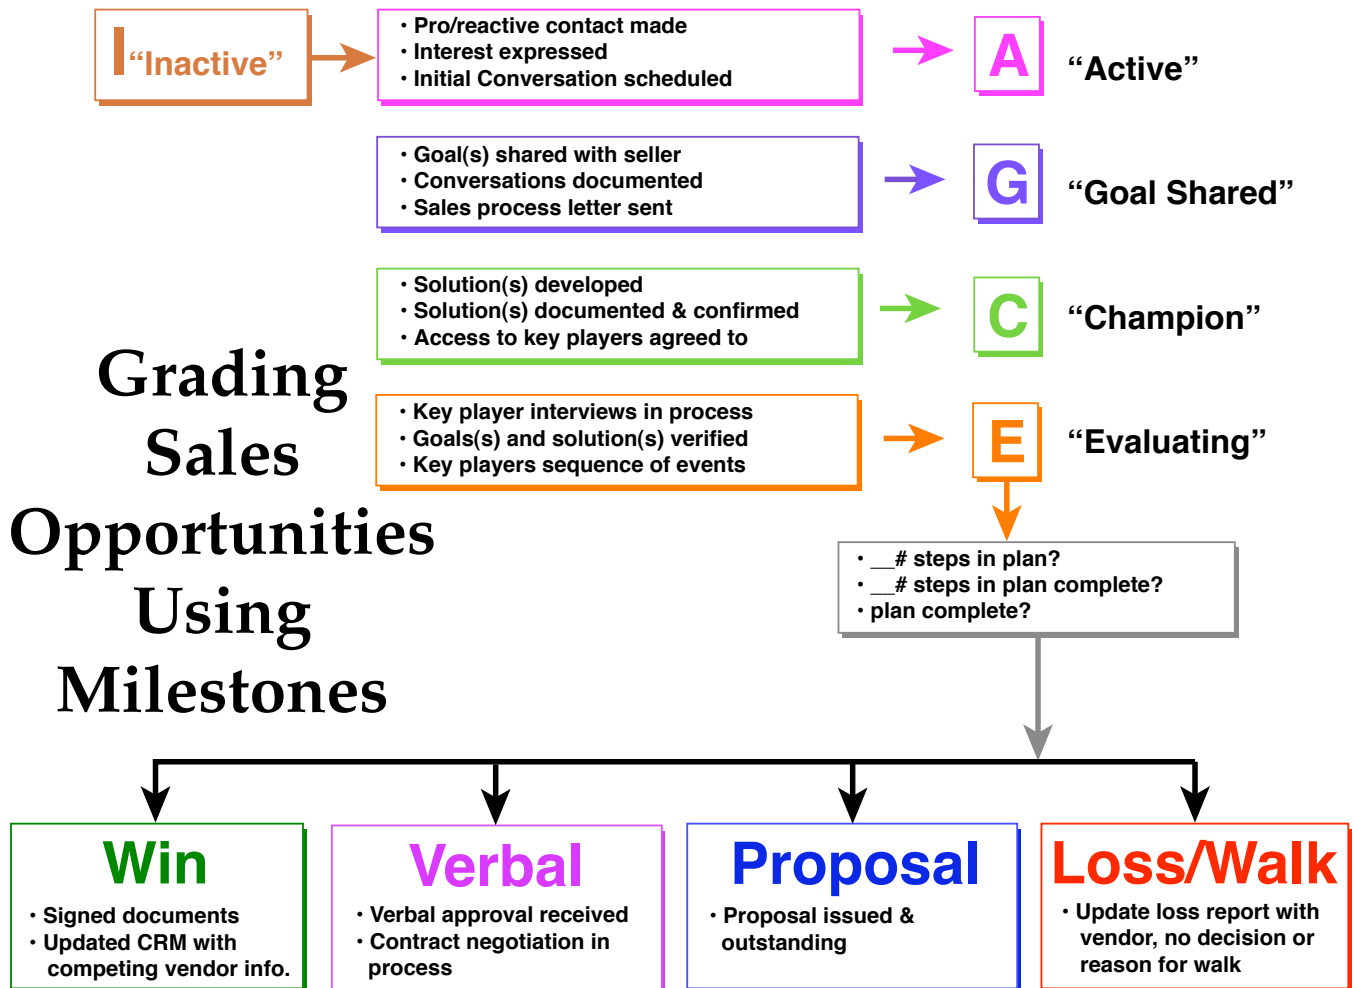 I “Inactive”
· Pro/reactive contact made
· Interest expressed
· Initial Conversation scheduled
A
“Active”
· Goal(s) shared with seller
· Conversations documented
· Sales process letter sent
G
“Goal Shared”
· Solution(s) developed
· Solution(s) documented & confirmed
· Access to key players agreed to
C
“Champion”
Grading
Sales
Opportunities
Using
Milestones
· Key player interviews in process
· Goals(s) and solution(s) verified
· Key players sequence of events
E
“Evaluating”
· __# steps in plan?
· __# steps in plan complete?
· plan complete?
Win
· Signed documents
· Updated CRM with
competing vendor info.
Verbal
· Verbal approval received
· Contract negotiation in
process
Proposal
· Proposal issued &
outstanding
Loss/Walk
· Update loss report with
vendor, no decision or
reason for walk